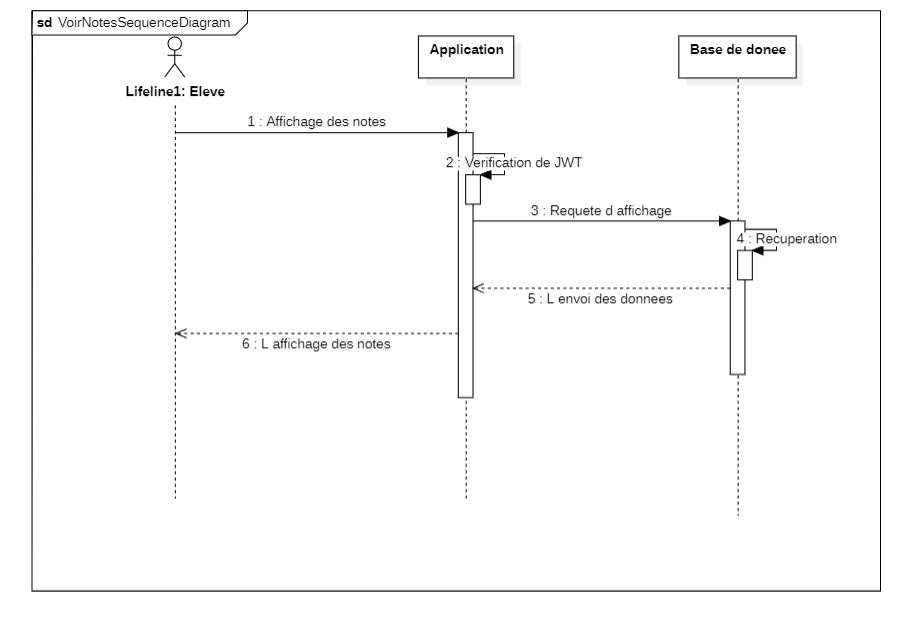 sd VoirNotesSequenceDiagram
Lifeline1: Eleve
Application
Base de donee
1 : Affichage des notes
2 : Verification de JWT
3 : Requete d affichage
4 : Recuperation
5 : L envoi des donnees
6 : L affichage des notes